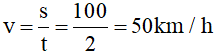 v = s/t = 100/2 = 50km / h